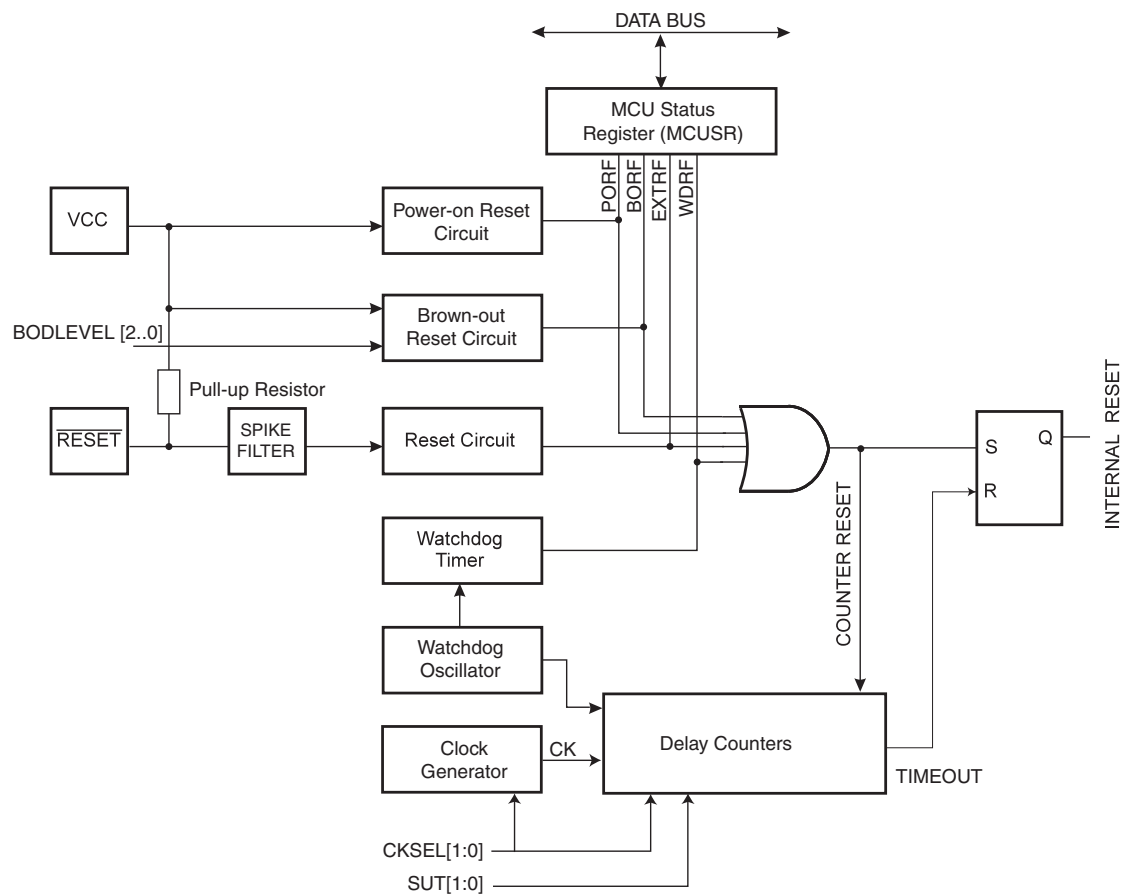 DATA BUS
MCU Status
Register (MCUSR)
PORF
BORF
EXTRF
WDRF
VCC
Power-on Reset
Circuit
Brown-out
Reset Circuit
BODLEVEL [2..0]
Pull-up Resistor
RESET
SPIKE
FILTER
Reset Circuit
S
Q
R
INTERNAL RESET
COUNTER RESET
Watchdog
Timer
Watchdog
Oscillator
Clock
Generator
CK
Delay Counters
TIMEOUT
CKSEL[1:0]
SUT[1:0]